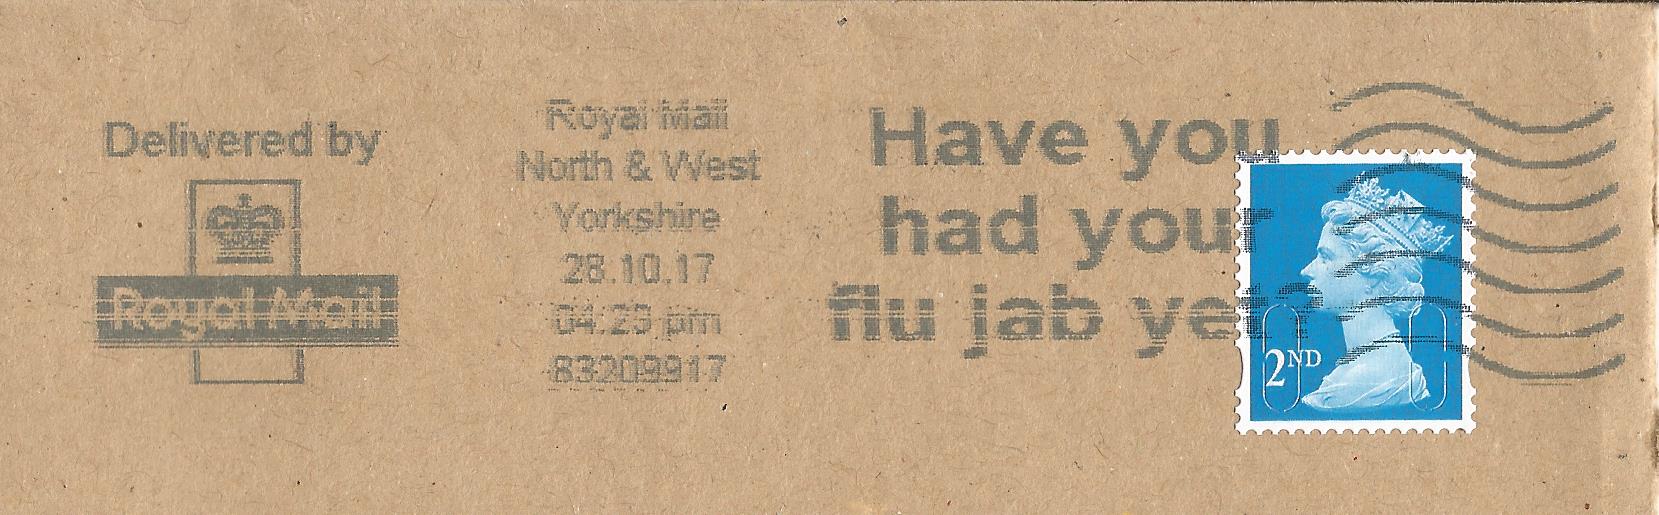 Delivered by
Royal Mail
Royal Mail
North & West
Yorkshire
28.10.17
04:29 pm
83209917
Have you
had your
flu jab yet?
2ND